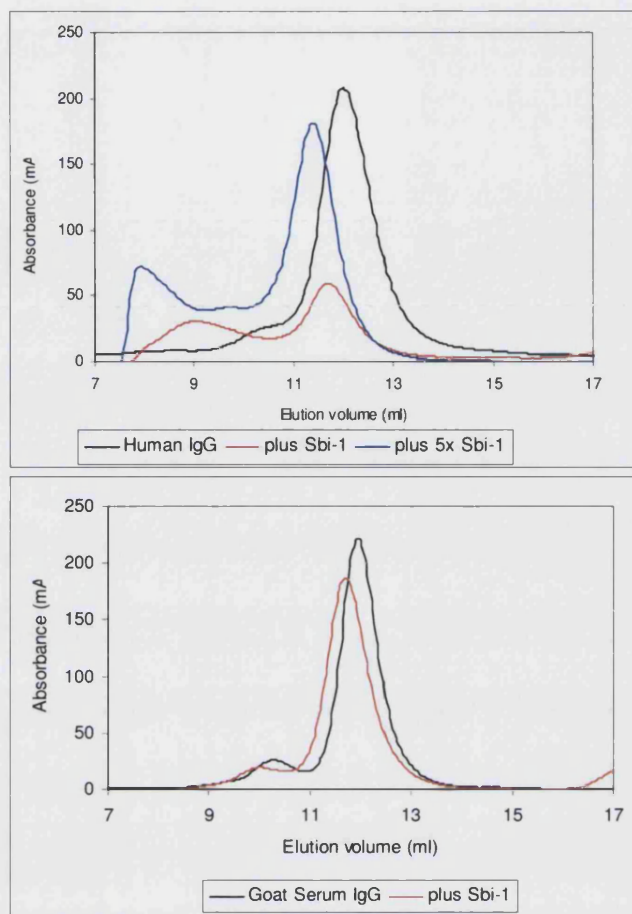 250
200
150
100
50
0
Absorbance (mA
7 9 11 13 15 17
Elution volume (ml)
Human IgG plus Sbi-1 plus 5x Sbi-1
250
200
150
100
50
0
Absorbance (mA
7 9 11 13 15 17
Elution volume (ml)
Goat Serum IgG plus Sbi-1